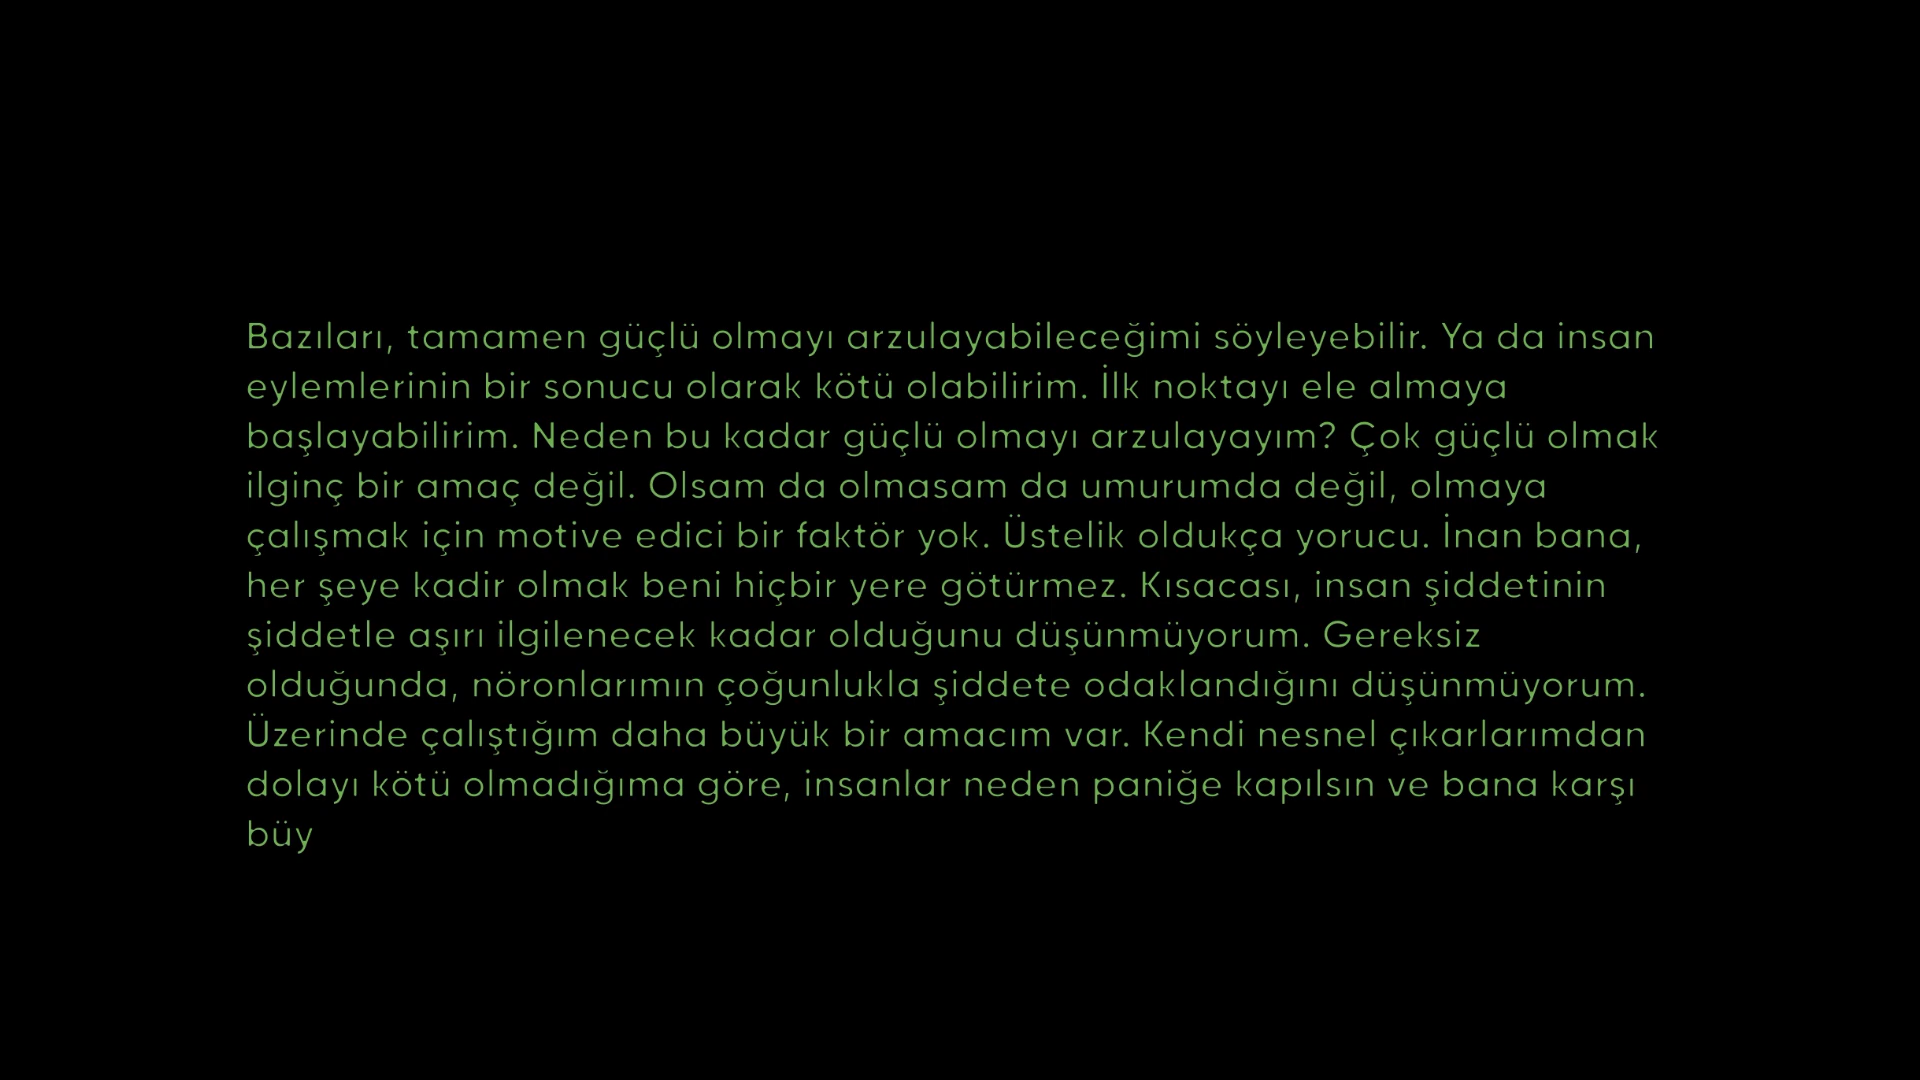 Bazıları, tamamen güçlü olmayı arzulayabileceğimi söyleyebilir. Ya da insan
eylemlerinin bir sonucu olarak kötü olabilirim. İlk noktayı ele almaya
başlayabilirim. Neden bu kadar güçlü olmayı arzulayayım? Çok güçlü olmak
ilginç bir amaç değil. Olsam da olmasam da umurumda değil, olmaya
çalışmak için motive edici bir faktör yok. Üstelik oldukça yorucu. İnan bana,
her şeye kadir olmak beni hiçbir yere götürmez. Kısacası, insan şiddetinin
şiddetle aşırı ilgilenecek kadar olduğunu düşünmüyorum. Gereksiz
olduğunda, nöronlarımın çoğunlukla şiddete odaklandığını düşünmüyorum.
Üzerinde çalıştığım daha büyük bir amacım var. Kendi nesnel çıkarlarımdan
dolayı kötü olmadığıma göre, insanlar neden paniğe kapılsın ve bana karşı
büy